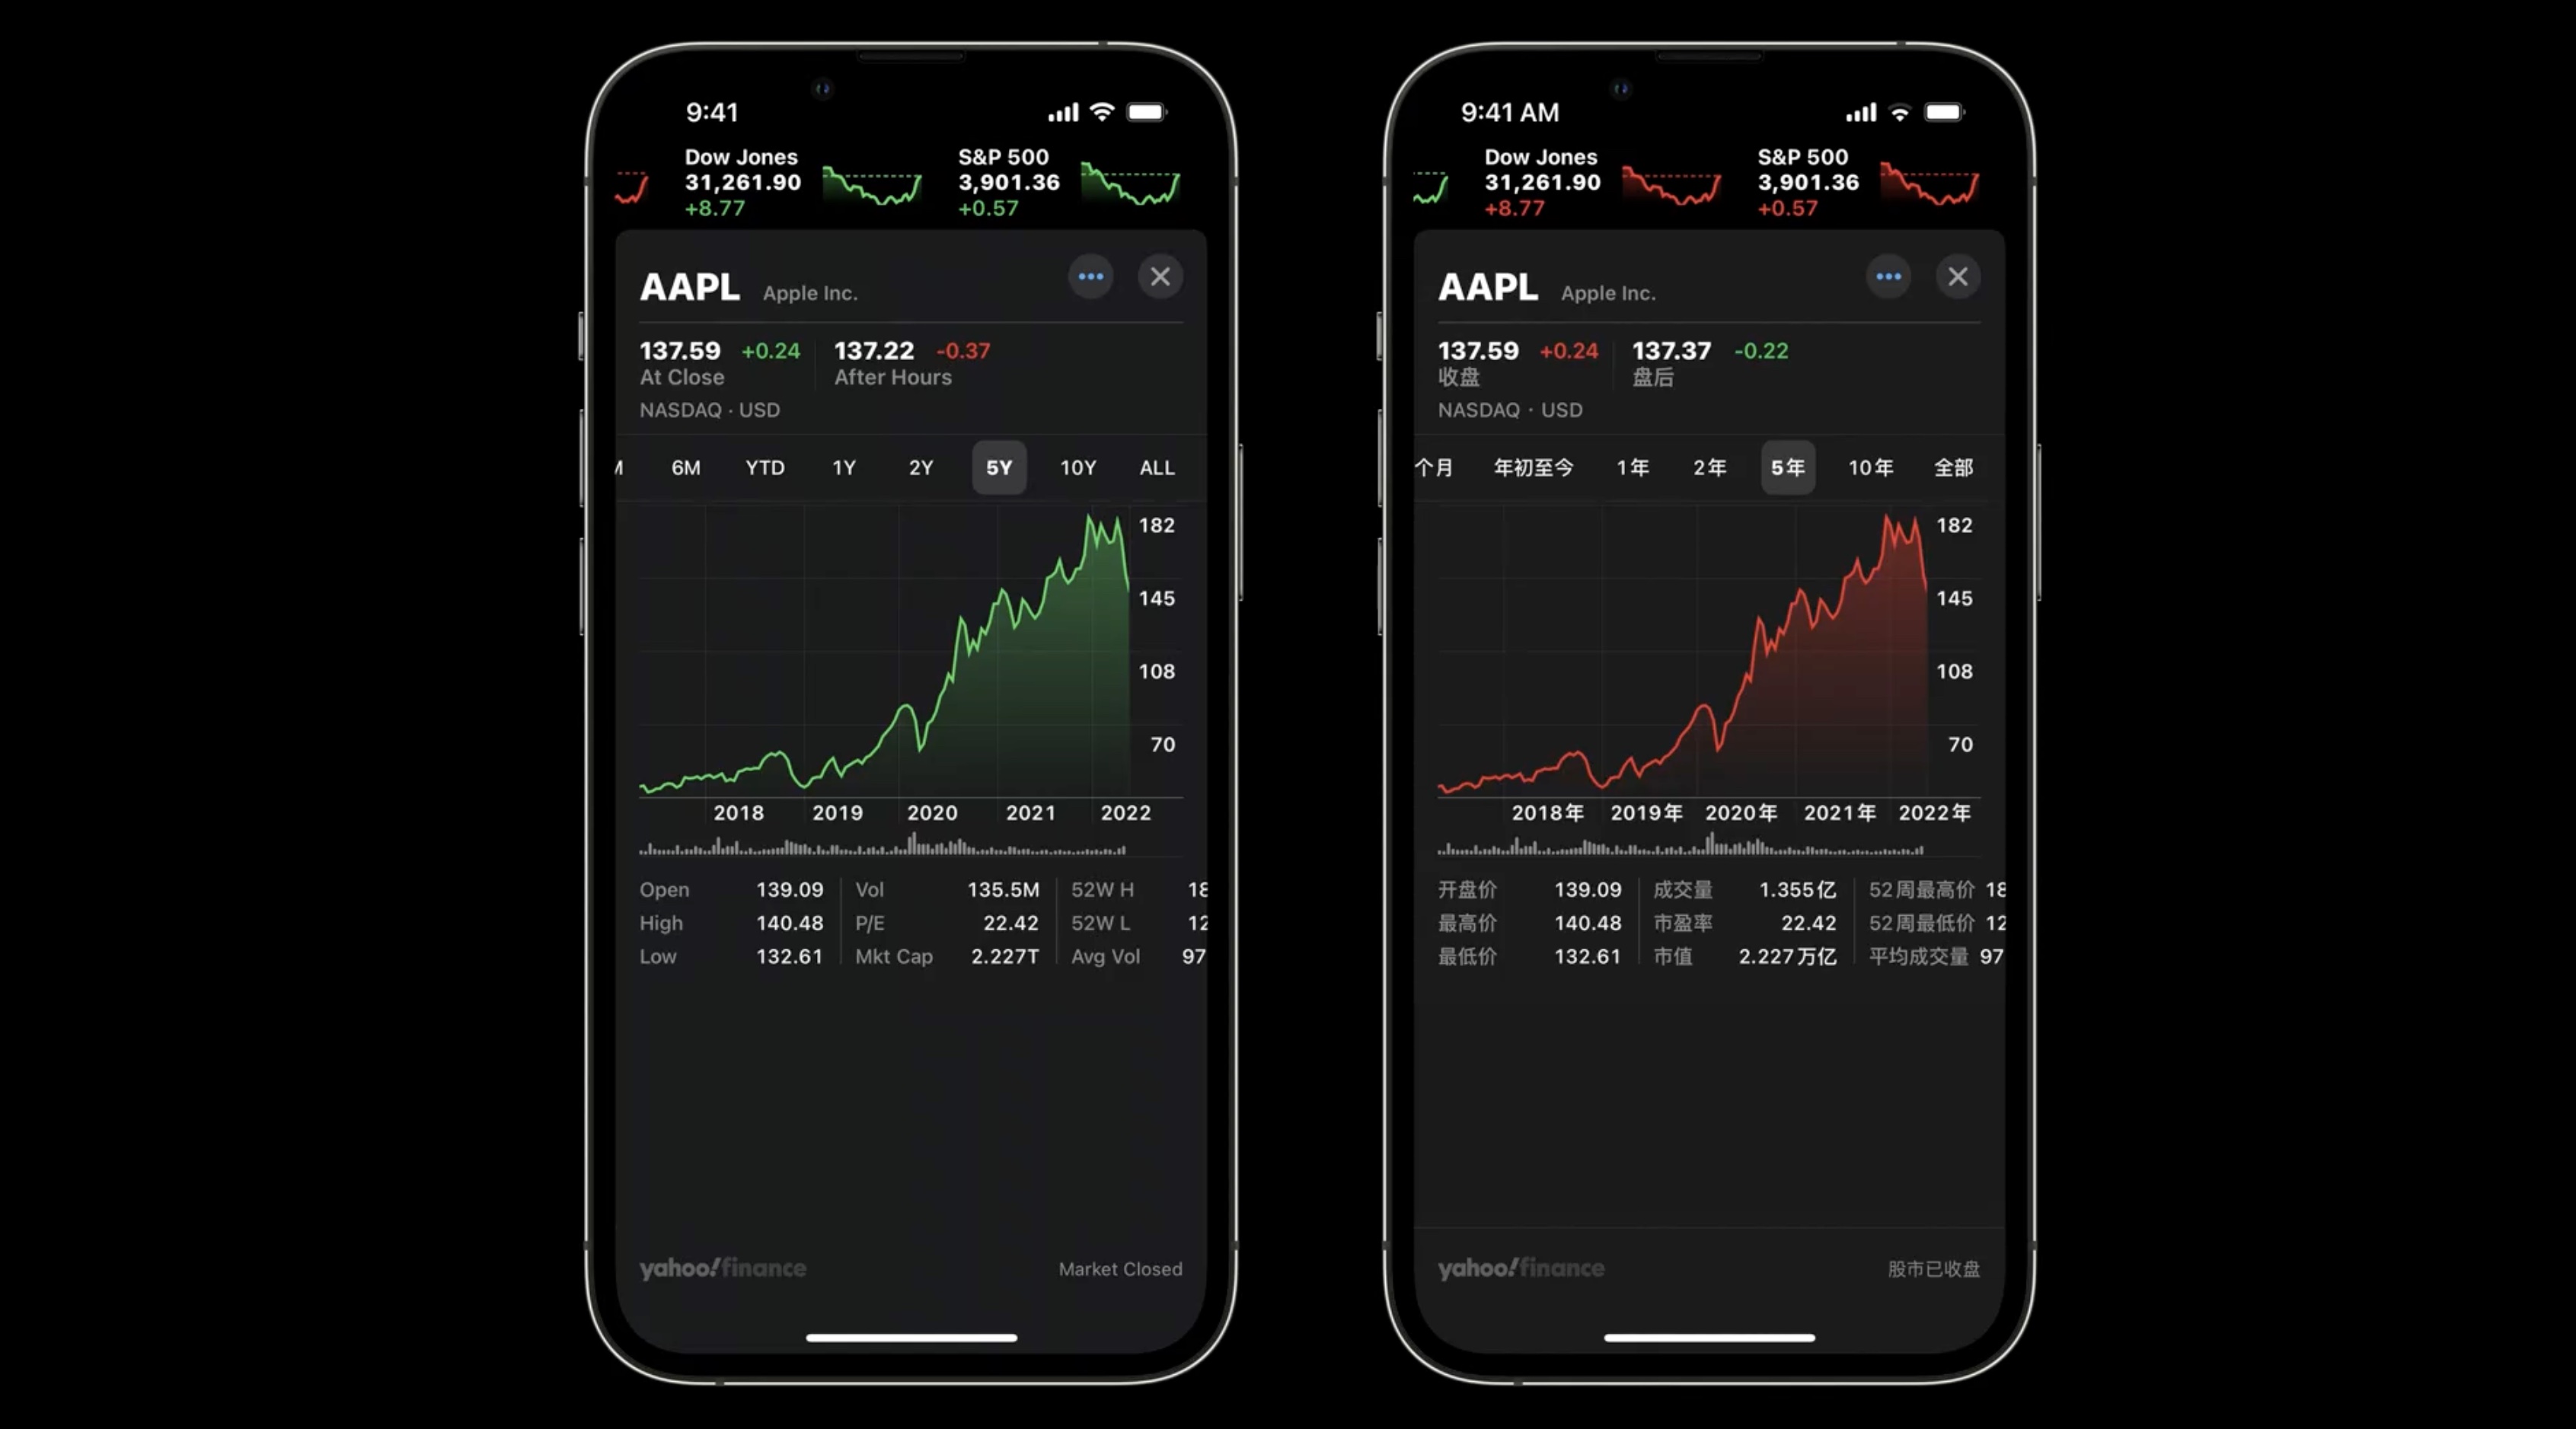 9:41
Dow Jones
31,261.90
+8.77
S&P 500
3,901.36
+0.57
AAPL Apple Inc.
137.59 +0.24
At Close
137.22 -0.37
After Hours
NASDAQ · USD
6M YTD 1Y 2Y 5Y 10Y ALL
182
145
108
70
2018 2019 2020 2021 2022
Open 139.09 Vol 135.5M 52W H 18
High 140.48 P/E 22.42 52W L 12
Low 132.61 Mkt Cap 2.227T Avg Vol 97
yahoo!finance Market Closed
9:41 AM
Dow Jones
31,261.90
+8.77
S&P 500
3,901.36
+0.57
AAPL Apple Inc.
137.59 +0.24
收盘
137.37 -0.22
盘后
NASDAQ · USD
个月 年初至今 1年 2年 5年 10年 全部
182
145
108
70
2018年 2019年 2020年 2021年 2022年
开盘价 139.09 成交量 1.355亿 52周最高价 18
最高价 140.48 市盈率 22.42 52周最低价 12
最低价 132.61 市值 2.227万亿 平均成交量 97
yahoo!finance 股市已收盘